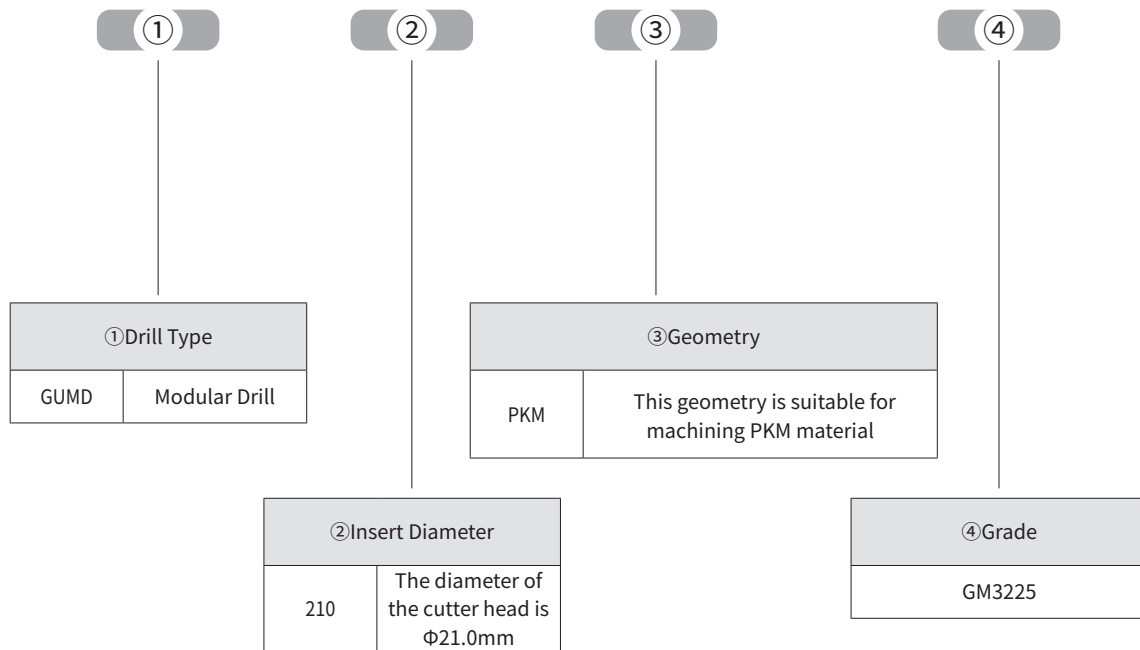 ① ② ③ ④
①Drill Type
GUMD Modular Drill
③Geometry
PKM This geometry is suitable for
machining PKM material
②Insert Diameter
210 The diameter of
the cutter head is
Φ21.0mm
④Grade
GM3225